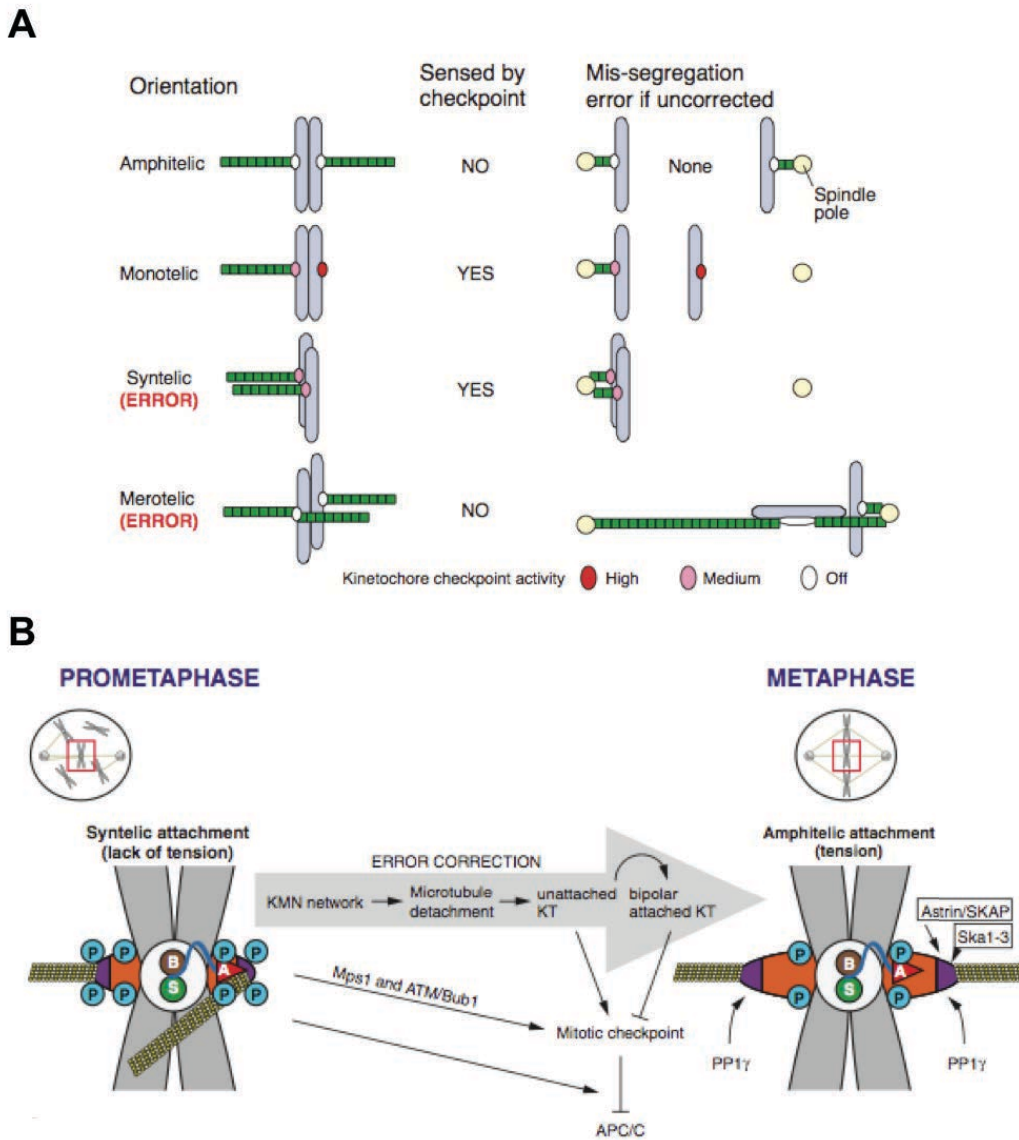 A
Orientation
Sensed by
checkpoint
Mis-segregation
error if uncorrected
Amphitelic
NO
None
Spindle
pole
Monotelic
YES
Syntelic
(ERROR)
YES
Merotelic
(ERROR)
NO
Kinetochore checkpoint activity
High
Medium
Off
B
PROMETAPHASE
METAPHASE
Syntelic attachment
(lack of tension)
Amphitelic attachment
(tension)
ERROR CORRECTION
KMN network
Microtubule
detachment
unattached
KT
bipolar
attached KT
Astrin/SKAP
Ska1-3
P
P
P
P
B
A
S
P
P
P
P
Mps1 and ATM/Bub1
Mitotic checkpoint
APC/C
P
P
B
A
S
P
P
PP1γ
PP1γ